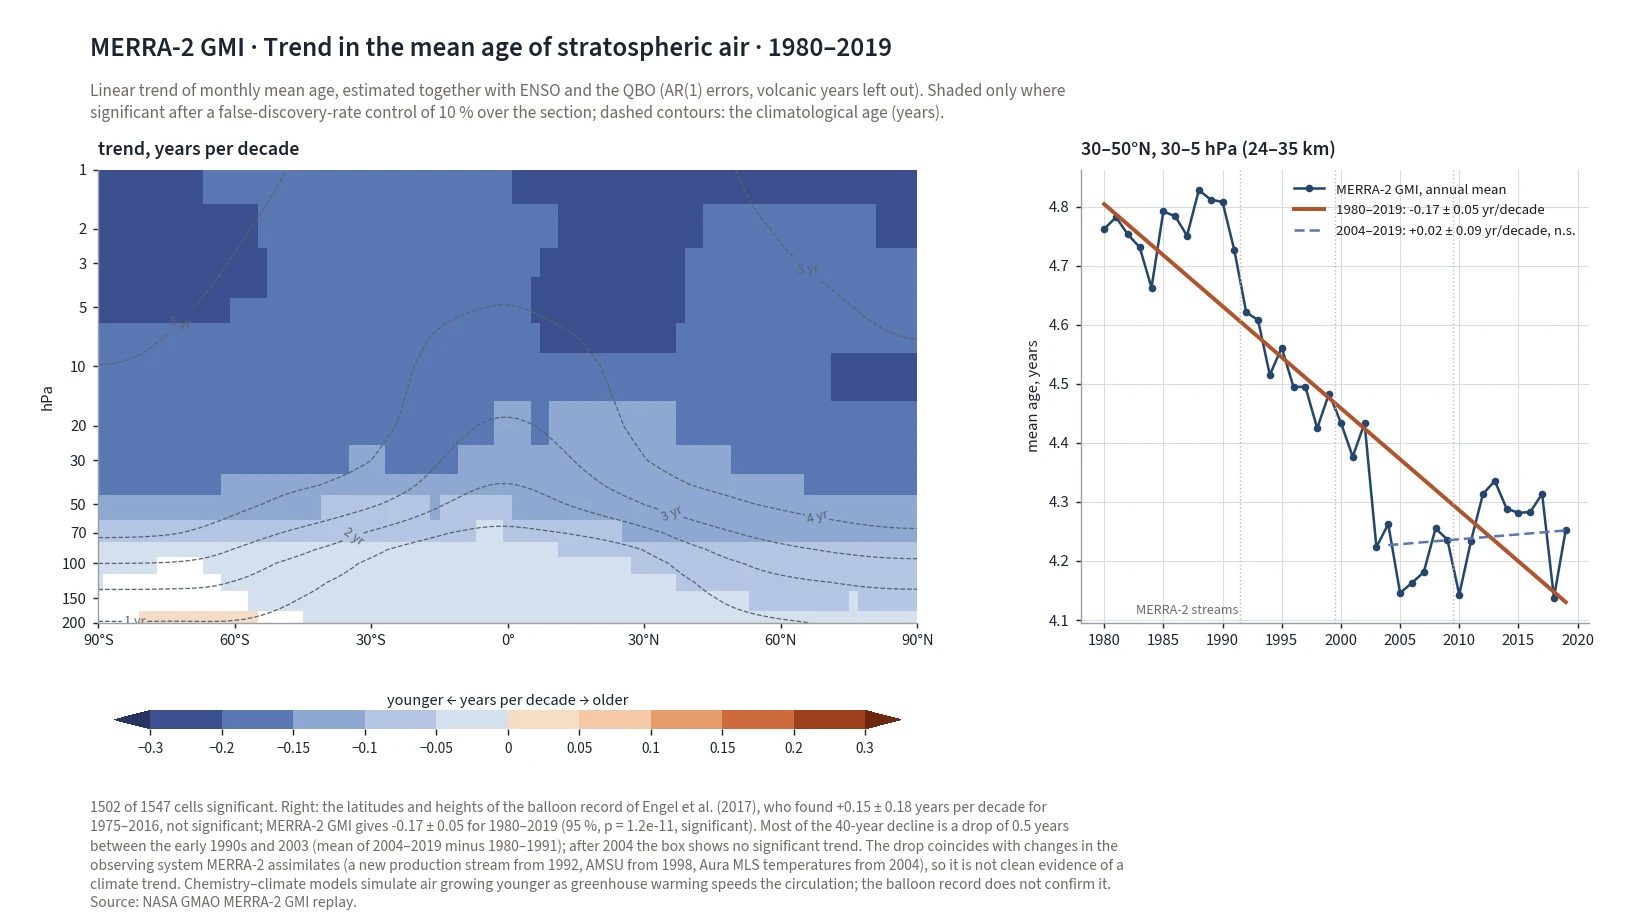 MERRA-2 GMI · Trend in the mean age of stratospheric air · 1980–2019
Linear trend of monthly mean age, estimated together with ENSO and the QBO (AR(1) errors, volcanic years left out). Shaded only where
significant after a false-discovery-rate control of 10 % over the section; dashed contours: the climatological age (years).
trend, years per decade
1
2
3
5
10
20
30
50
70
100
150
200
hPa
5 yr
5 yr
4 yr
3 yr
2 yr
1 yr
90°S
60°S
30°S
0°
30°N
60°N
90°N
30–50°N, 30–5 hPa (24–35 km)
MERRA-2 GMI, annual mean
1980–2019: -0.17 ± 0.05 yr/decade
2004–2019: +0.02 ± 0.09 yr/decade, n.s.
mean age, years
4.8
4.7
4.6
4.5
4.4
4.3
4.2
4.1
MERRA-2 streams
1980
1985
1990
1995
2000
2005
2010
2015
2020
younger ← years per decade → older
−0.3
−0.2
−0.15
−0.1
−0.05
0
0.05
0.1
0.15
0.2
0.3
1502 of 1547 cells significant. Right: the latitudes and heights of the balloon record of Engel et al. (2017), who found +0.15 ± 0.18 years per decade for
1975–2016, not significant; MERRA-2 GMI gives -0.17 ± 0.05 for 1980–2019 (95 %, p = 1.2e-11, significant). Most of the 40-year decline is a drop of 0.5 years
between the early 1990s and 2003 (mean of 2004–2019 minus 1980–1991); after 2004 the box shows no significant trend. The drop coincides with changes in the
observing system MERRA-2 assimilates (a new production stream from 1992, AMSU from 1998, Aura MLS temperatures from 2004), so it is not clean evidence of a
climate trend. Chemistry–climate models simulate air growing younger as greenhouse warming speeds the circulation; the balloon record does not confirm it.
Source: NASA GMAO MERRA-2 GMI replay.